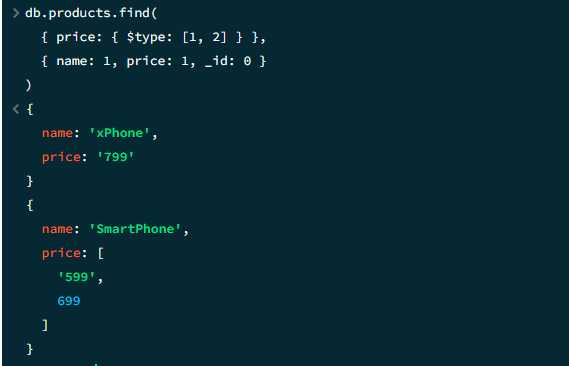 > db.products.find(
{ price: { $type: [1, 2] } },
{ name: 1, price: 1, _id: 0 }
)
< {
name: 'xPhone',
price: '799'
}
{
name: 'SmartPhone',
price: [
'599',
699
]
}